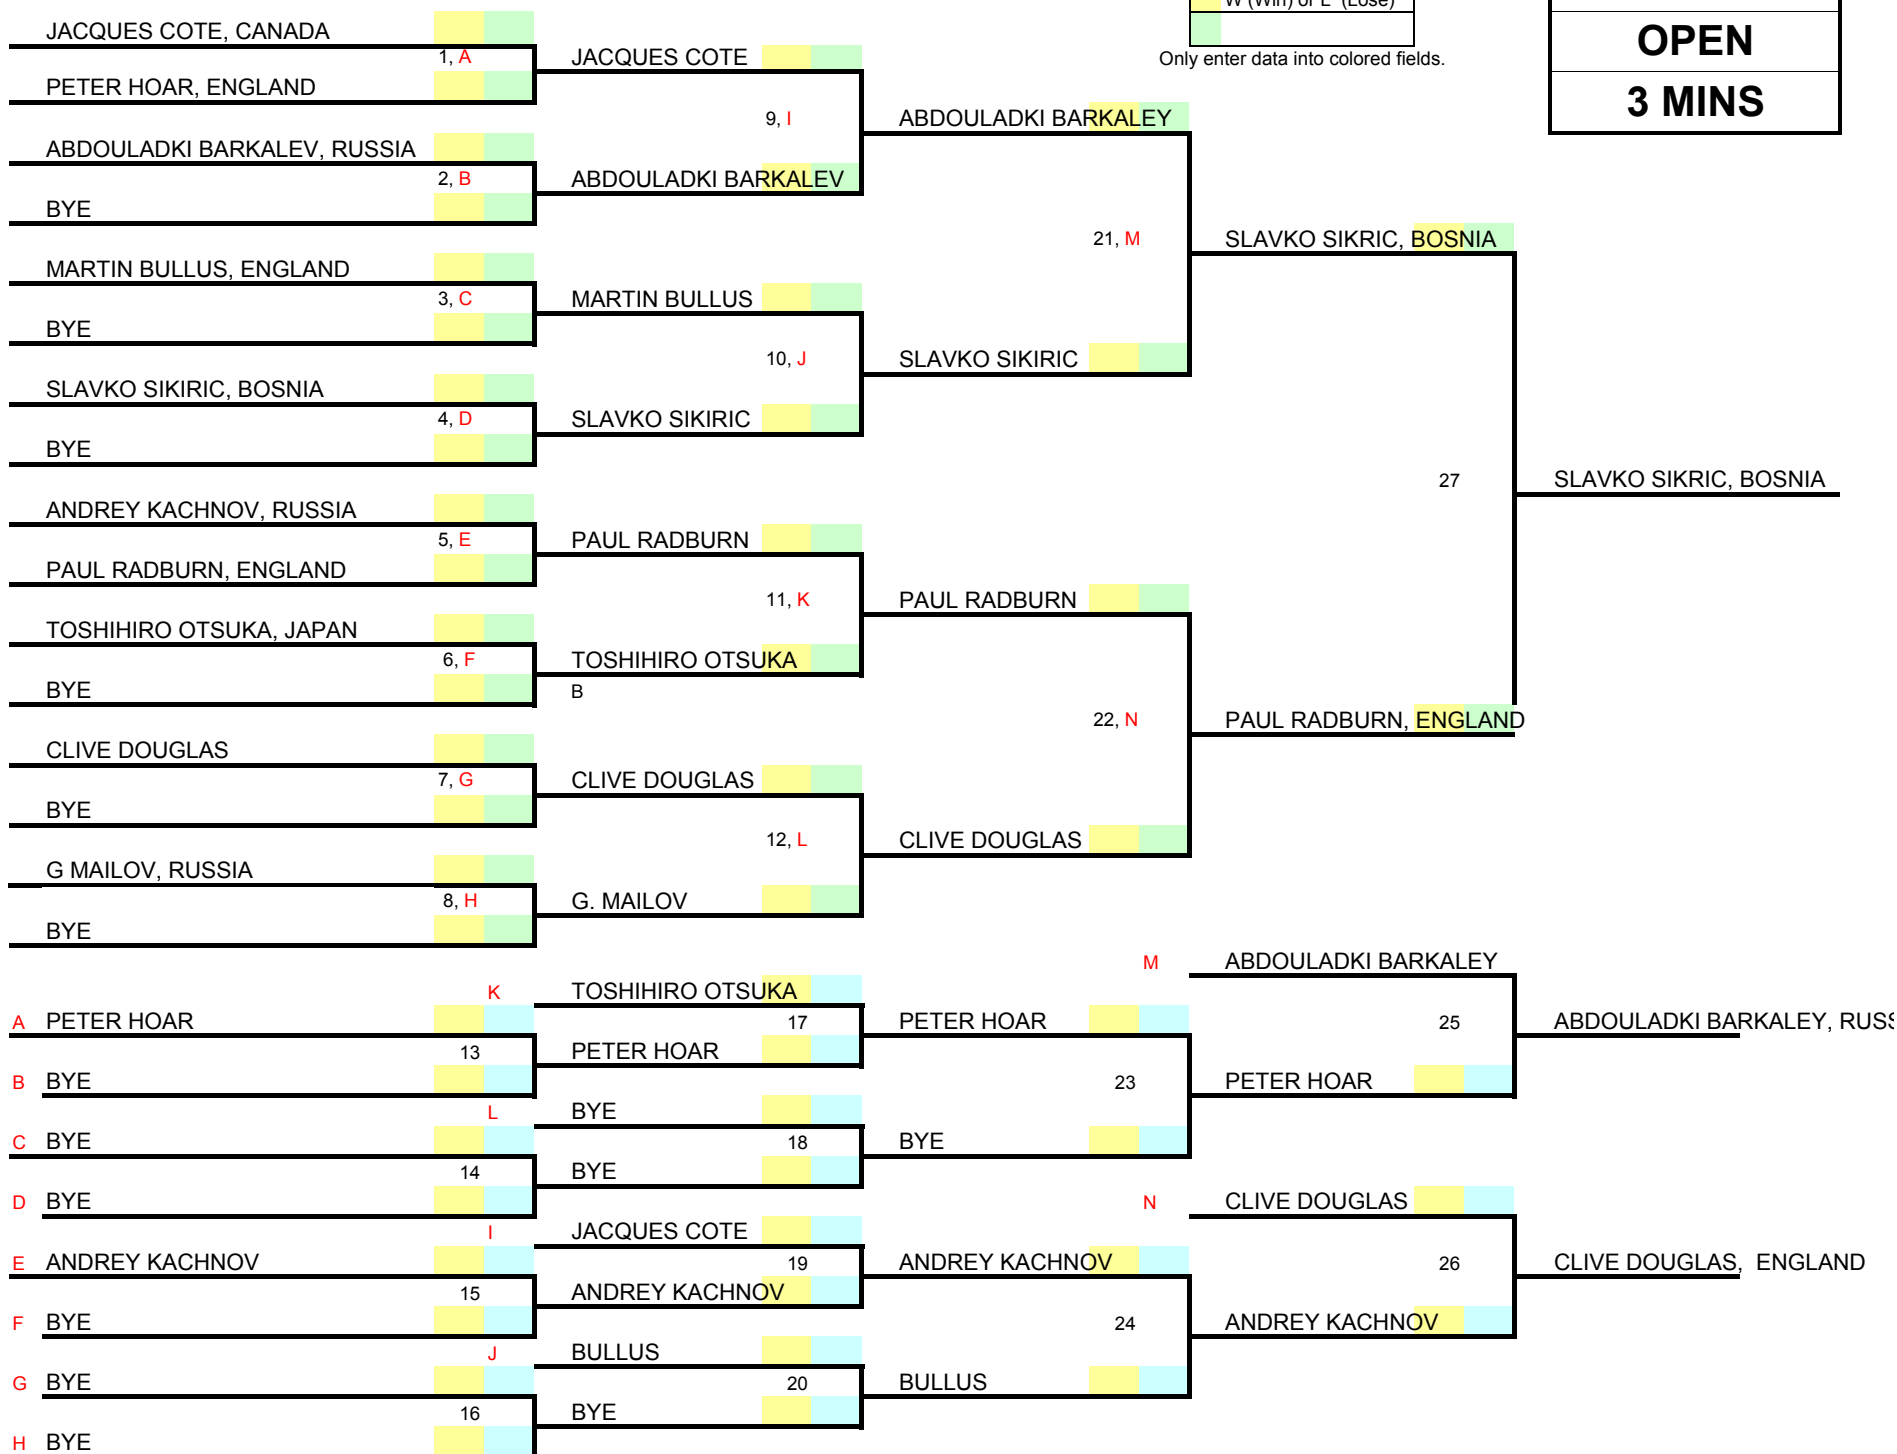 W (Win) or L (Lose)
Only enter data into colored fields.
OPEN
3 MINS
JACQUES COTE, CANADA
1, A
PETER HOAR, ENGLAND
ABDOULADKI BARKALEV, RUSSIA
2, B
BYE
MARTIN BULLUS, ENGLAND
3, C
BYE
SLAVKO SIKIRIC, BOSNIA
4, D
BYE
ANDREY KACHNOV, RUSSIA
5, E
PAUL RADBURN, ENGLAND
TOSHIHIRO OTSUKA, JAPAN
6, F
BYE
CLIVE DOUGLAS
7, G
BYE
G MAILOV, RUSSIA
8, H
BYE
JACQUES COTE
9, I
ABDOULADKI BARKALEV
MARTIN BULLUS
10, J
SLAVKO SIKIRIC
PAUL RADBURN
11, K
TOSHIHIRO OTSUKA
B
CLIVE DOUGLAS
12, L
G. MAILOV
ABDOULADKI BARKALEY
21, M
SLAVKO SIKIRIC
PAUL RADBURN
22, N
CLIVE DOUGLAS
SLAVKO SIKRIC, BOSNIA
27
PAUL RADBURN, ENGLAND
SLAVKO SIKRIC, BOSNIA
A PETER HOAR
13
B BYE
C BYE
14
D BYE
E ANDREY KACHNOV
15
F BYE
G BYE
16
H BYE
K TOSHIHIRO OTSUKA
17
PETER HOAR
L BYE
18
BYE
I JACQUES COTE
19
ANDREY KACHNOV
J BULLUS
20
BYE
PETER HOAR
23
BYE
ANDREY KACHNOV
24
BULLUS
M ABDOULADKI BARKALEY
25
PETER HOAR
N CLIVE DOUGLAS
26
ANDREY KACHNOV
ABDOULADKI BARKALEY, RUSS
CLIVE DOUGLAS, ENGLAND